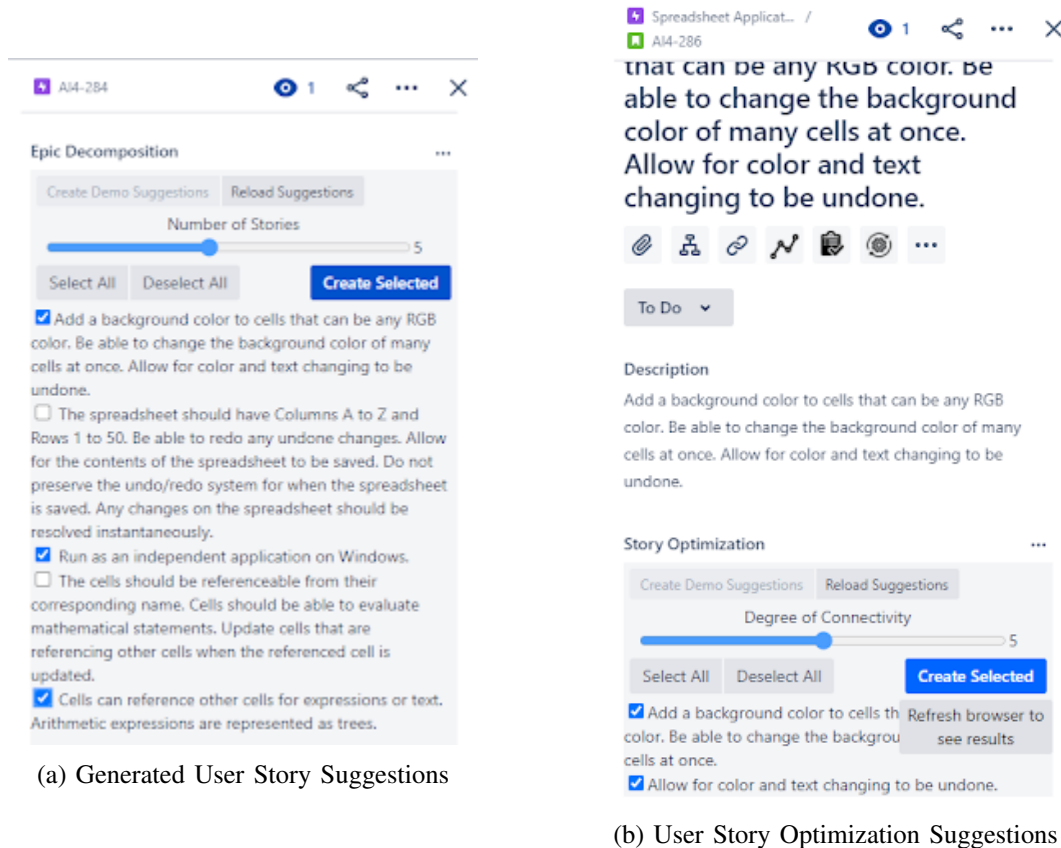 AI4-284
1
Epic Decomposition
Create Demo Suggestions Reload Suggestions
Number of Stories
5
Select All Deselect All Create Selected
Add a background color to cells that can be any RGB
color. Be able to change the background color of many
cells at once. Allow for color and text changing to be
undone.
The spreadsheet should have Columns A to Z and
Rows 1 to 50. Be able to redo any undone changes. Allow
for the contents of the spreadsheet to be saved. Do not
preserve the undo/redo system for when the spreadsheet
is saved. Any changes on the spreadsheet should be
resolved instantaneously.
Run as an independent application on Windows.
The cells should be referenceable from their
corresponding name. Cells should be able to evaluate
mathematical statements. Update cells that are
referencing other cells when the referenced cell is
updated.
Cells can reference other cells for expressions or text.
Arithmetic expressions are represented as trees.
(a) Generated User Story Suggestions
Spreadsheet Applicat... /
AI4-286
1
that can be any RGB color. Be
able to change the background
color of many cells at once.
Allow for color and text
changing to be undone.
To Do
Description
Add a background color to cells that can be any RGB
color. Be able to change the background color of many
cells at once. Allow for color and text changing to be
undone.
Story Optimization
Create Demo Suggestions Reload Suggestions
Degree of Connectivity
5
Select All Deselect All Create Selected
Add a background color to cells th
color. Be able to change the backgrou
cells at once.
Refresh browser to
see results
Allow for color and text changing to be undone.
(b) User Story Optimization Suggestions